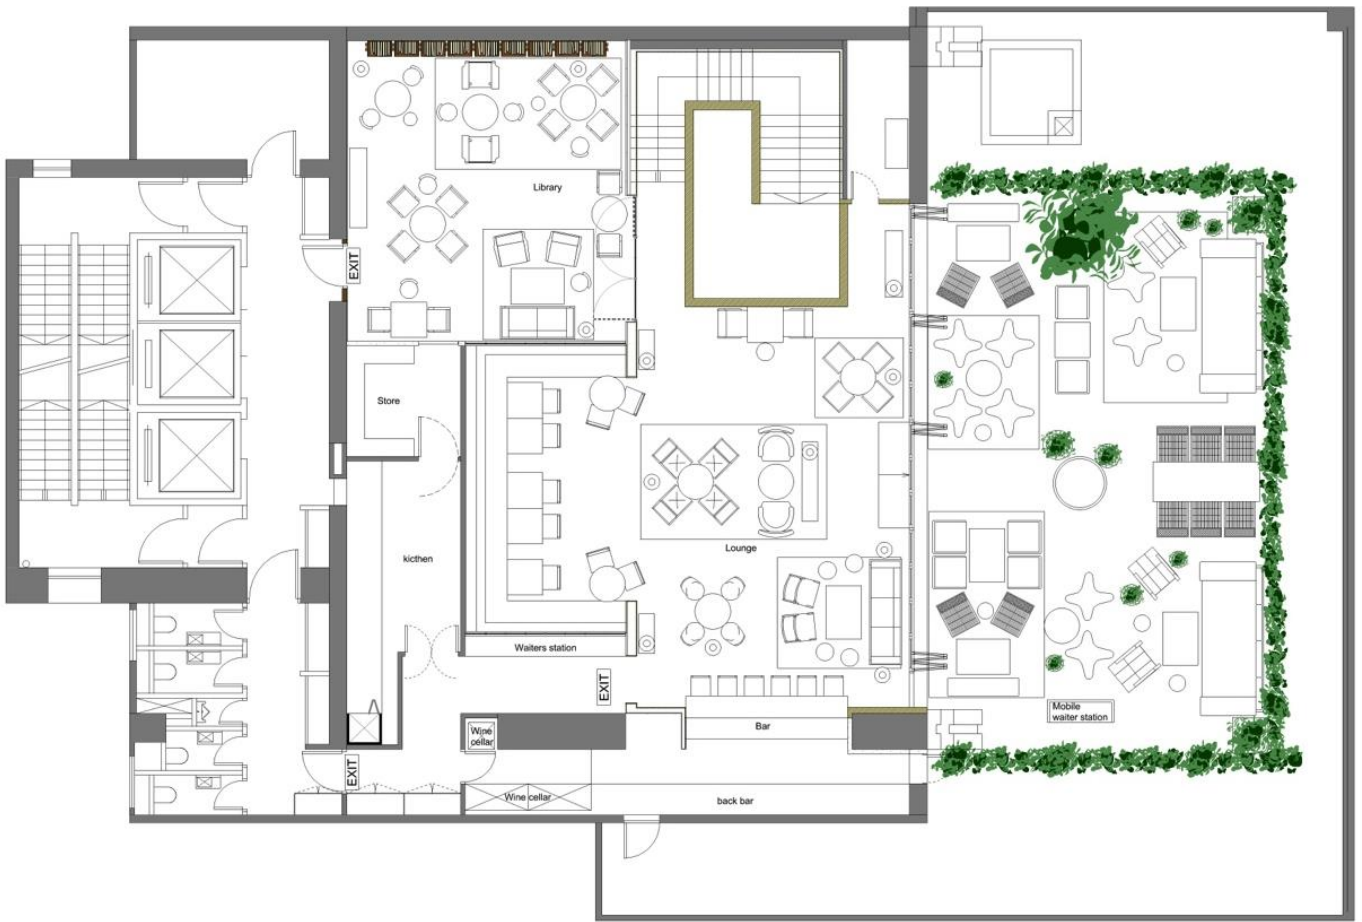 Library
EXIT
Store
Lounge
kicthen
Waiters station
EXIT
Mobile
waiter station
Bar
Wine
cellar
EXIT
Wine cellar
back bar